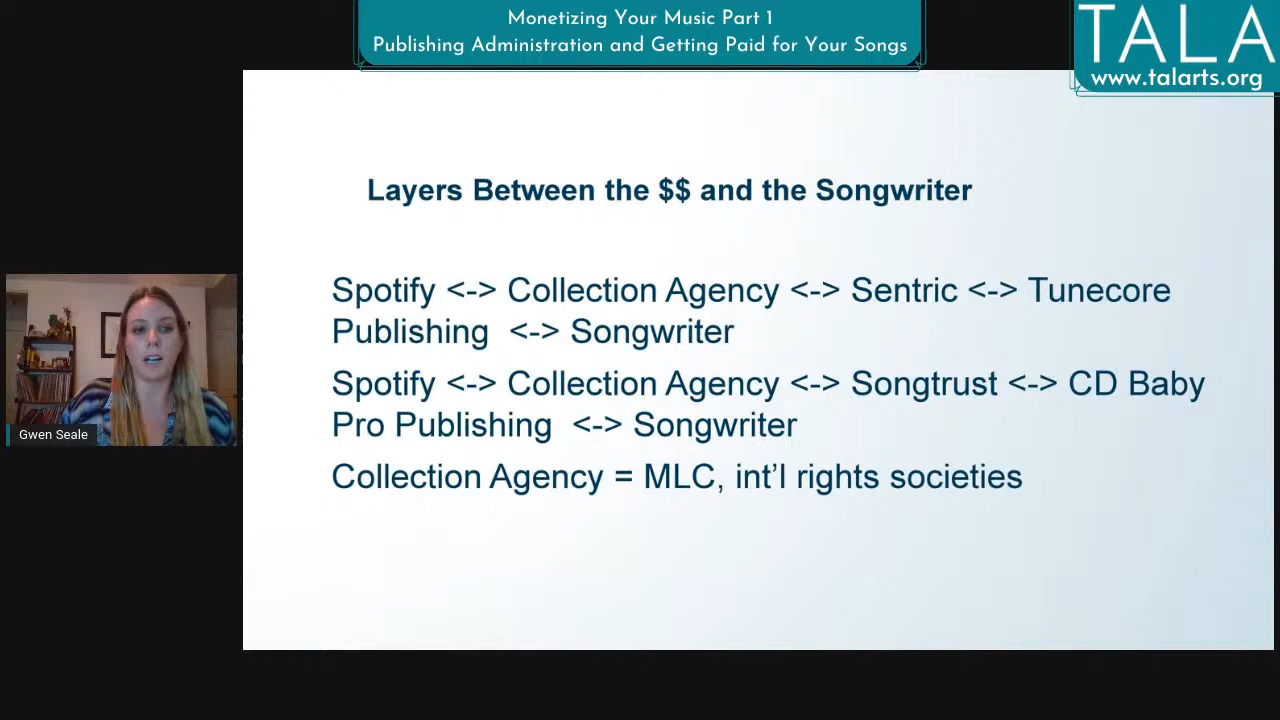 Monetizing Your Music Part 1
Publishing Administration and Getting Paid for Your Songs
TALA
www.talarts.org
Layers Between the $$ and the Songwriter
Spotify <-> Collection Agency <-> Sentric <-> Tunecore
Publishing <-> Songwriter
Spotify <-> Collection Agency <-> Songtrust <-> CD Baby
Pro Publishing <-> Songwriter
Collection Agency = MLC, int’l rights societies
Gwen Seale